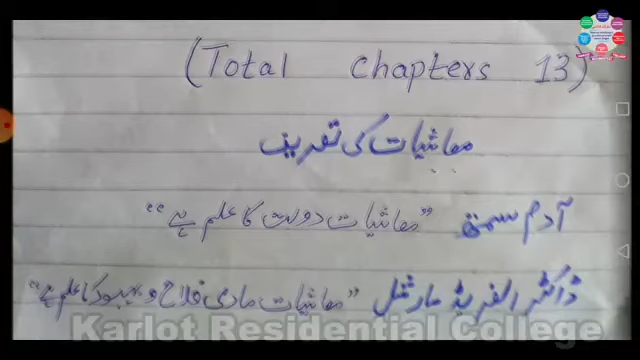 (Total Chapters 13)
معاشیات کی تعریف
آدم سمتھ "معاشیات دولت کا علم ہے"
ڈاکٹر الفریڈ مارشل "معاشیات مادی فلاح و بہبود کا علم ہے"
Karlot Residential College